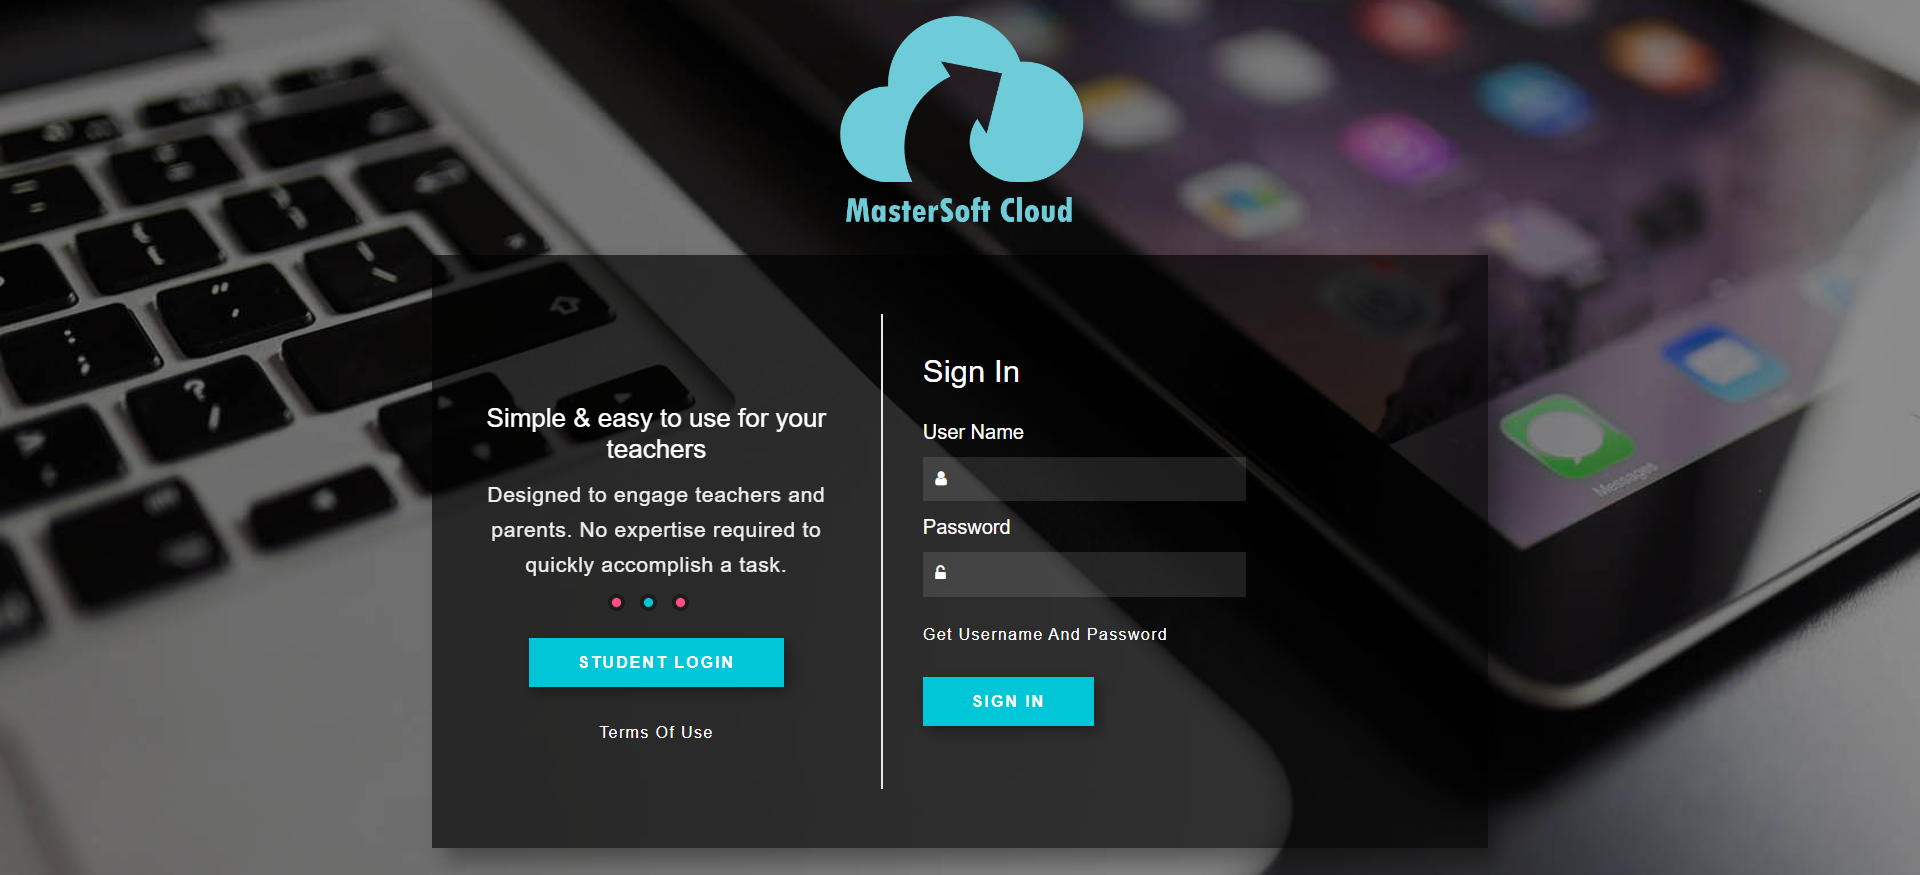 MasterSoft Cloud
Simple & easy to use for your
teachers
Designed to engage teachers and
parents. No expertise required to
quickly accomplish a task.
STUDENT LOGIN
Terms Of Use
Sign In
User Name
Password
Get Username And Password
SIGN IN
Messages